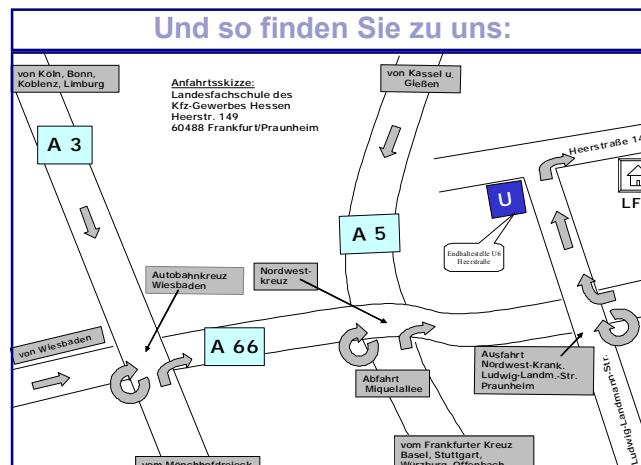 Und so finden Sie zu uns:
von Köln, Bonn,
Koblenz, Limburg
Anfahrtsskizze:
Landesfachschule des
Kfz-Gewerbes Hessen
Heerstr. 149
60488 Frankfurt/Praunheim
von Kassel u.
Gießen
A 3
Heerstraße 14
LF
U
A 5
Endhaltestelle U6
Heerstraße
Autobahnkreuz
Wiesbaden
Nordwest-
kreuz
von Wiesbaden
A 66
Abfahrt
Miquelallee
Ausfahrt
Nordwest-Krank.
Ludwig-Landm.-Str.
Praunheim
Ludwig-Landmann-Str.
vom Frankfurter Kreuz
Basel, Stuttgart,
Würzburg, Offenbach
vom Mönchhofdreieck